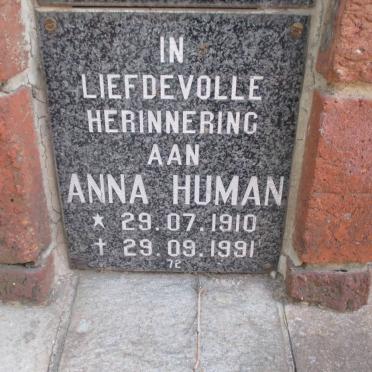 IN
LIEFDEVOLLE
HERINNERING
AAN
ANNA HUMAN
* 29.07.1910
† 29.09.1991
72